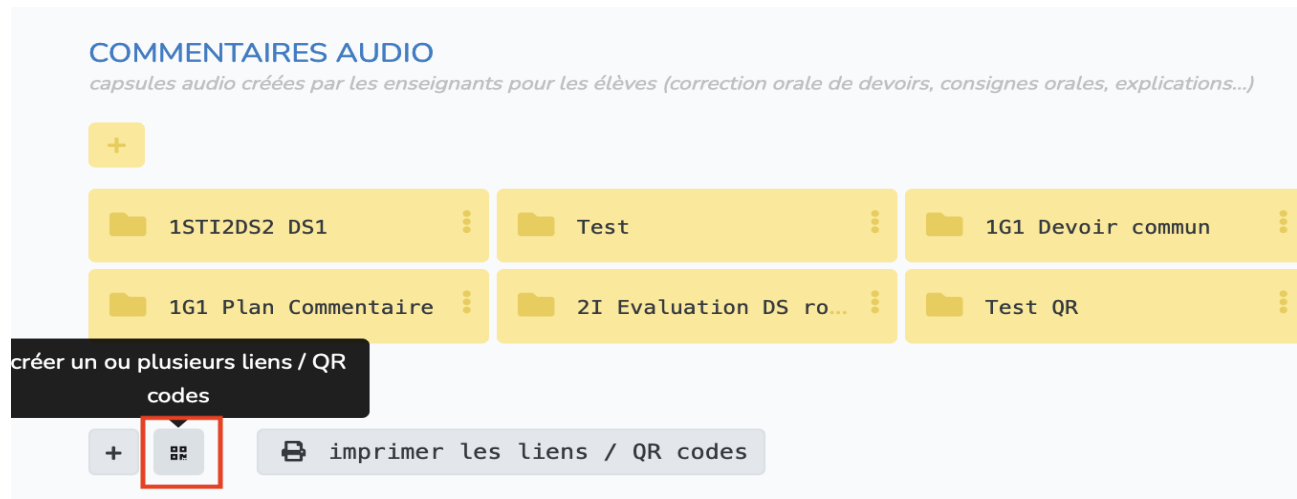 COMMENTAIRES AUDIO
capsules audio créées par les enseignants pour les élèves (correction orale de devoirs, consignes orales, explications...)
+
1STI2DS2 DS1
Test
1G1 Devoir commun
1G1 Plan Commentaire
2I Evaluation DS ro...
Test QR
créer un ou plusieurs liens / QR
codes
+
imprimer les liens / QR codes